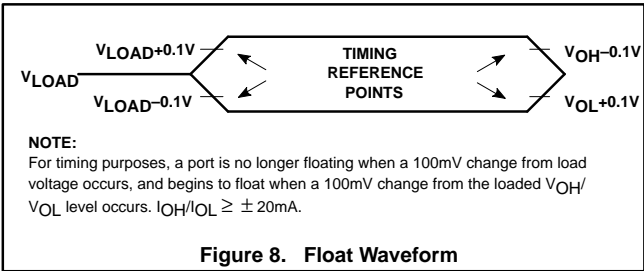 VLOAD+0.1V
TIMING
REFERENCE
POINTS
VOH–0.1V
VLOAD
VLOAD–0.1V
VOL+0.1V
NOTE:
For timing purposes, a port is no longer floating when a 100mV change from load
voltage occurs, and begins to float when a 100mV change from the loaded VOH/
VOL level occurs. IOH/IOL ≥ ± 20mA.
Figure 8. Float Waveform